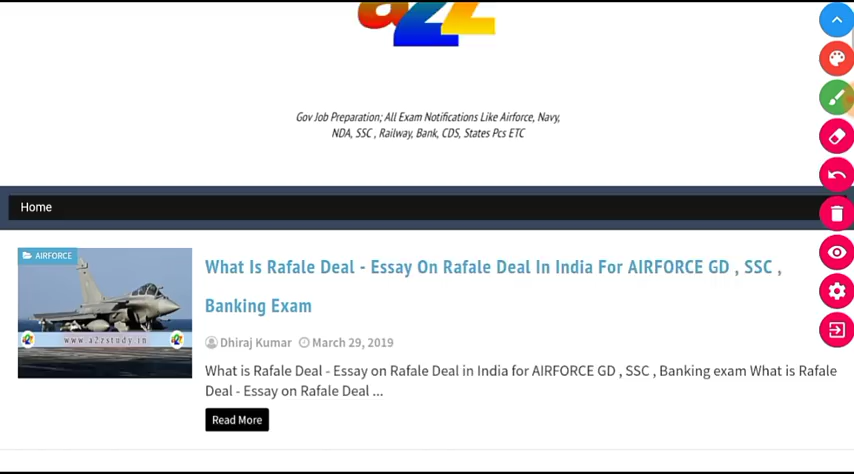 a2z
Gov Job Preparation; All Exam Notifications Like Airforce, Navy,
NDA, SSC , Railway, Bank, CDS, States Pcs ETC
Home
AIRFORCE
www.a2zstudy.in
What Is Rafale Deal - Essay On Rafale Deal In India For AIRFORCE GD , SSC ,
Banking Exam
Dhiraj Kumar March 29, 2019
What is Rafale Deal - Essay on Rafale Deal in India for AIRFORCE GD , SSC , Banking exam What is Rafale
Deal - Essay on Rafale Deal ...
Read More